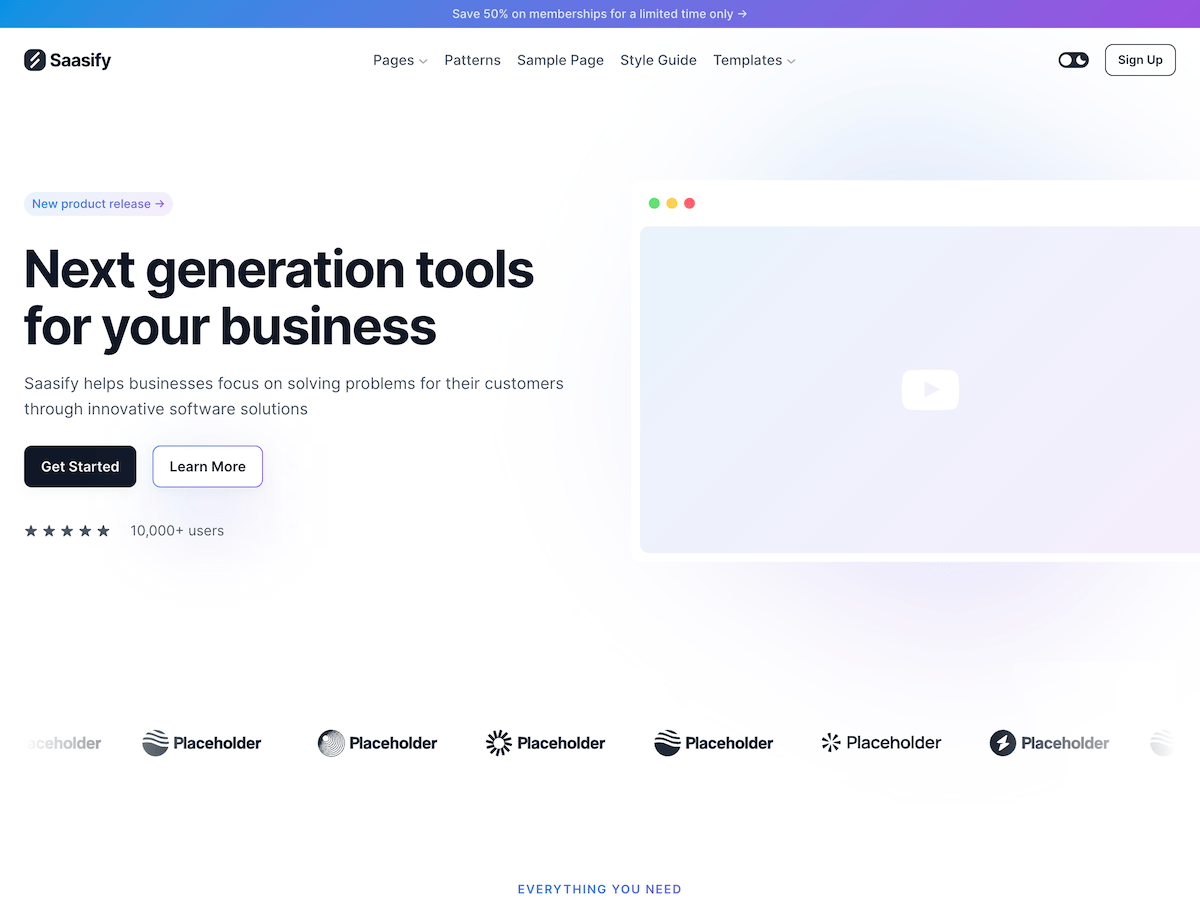 Save 50% on memberships for a limited time only →
Saasify
Pages
Patterns
Sample Page
Style Guide
Templates
Sign Up
New product release →
Next generation tools
for your business
Saasify helps businesses focus on solving problems for their customers
through innovative software solutions
Get Started
Learn More
10,000+ users
aceholder
Placeholder
Placeholder
Placeholder
Placeholder
Placeholder
Placeholder
EVERYTHING YOU NEED